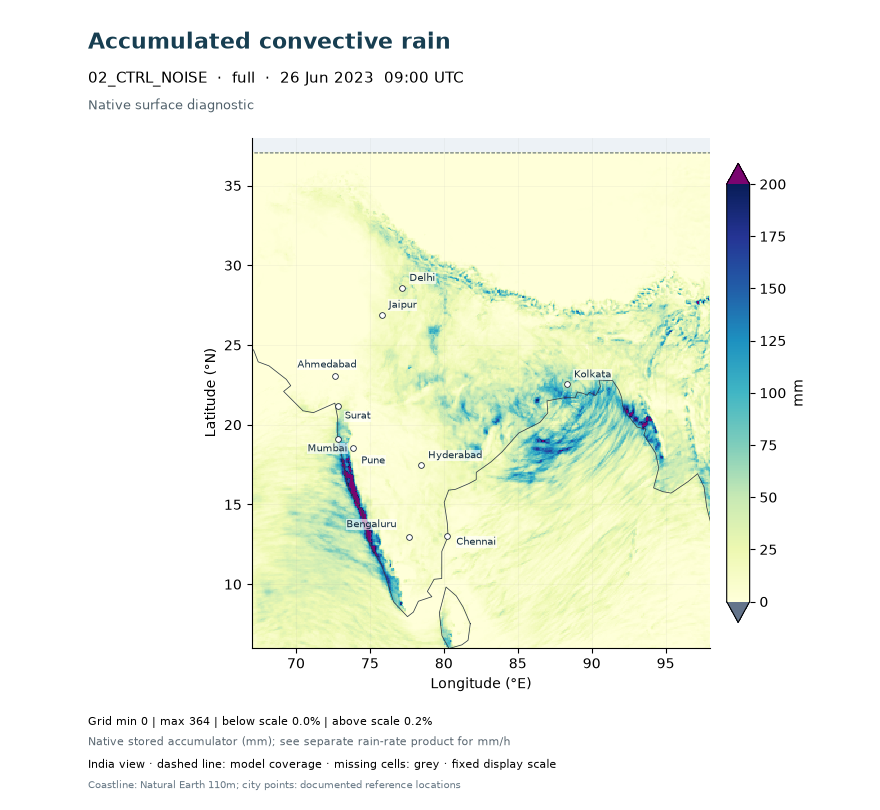 Accumulated convective rain
02_CTRL_NOISE · full · 26 Jun 2023 09:00 UTC
Native surface diagnostic
35
30
25
20
15
10
Latitude (°N)
70
75
80
85
90
95
Longitude (°E)
Delhi
Jaipur
Ahmedabad
Kolkata
Surat
Mumbai
Pune
Hyderabad
Bengaluru
Chennai
200
175
150
125
100
75
50
25
0
mm
Grid min 0 | max 364 | below scale 0.0% | above scale 0.2%
Native stored accumulator (mm); see separate rain-rate product for mm/h
India view · dashed line: model coverage · missing cells: grey · fixed display scale
Coastline: Natural Earth 110m; city points: documented reference locations